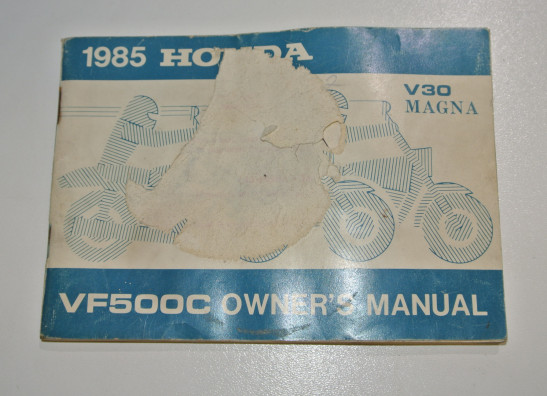 1985 HONDA
V30
MAGNA
VF500C OWNER'S MANUAL